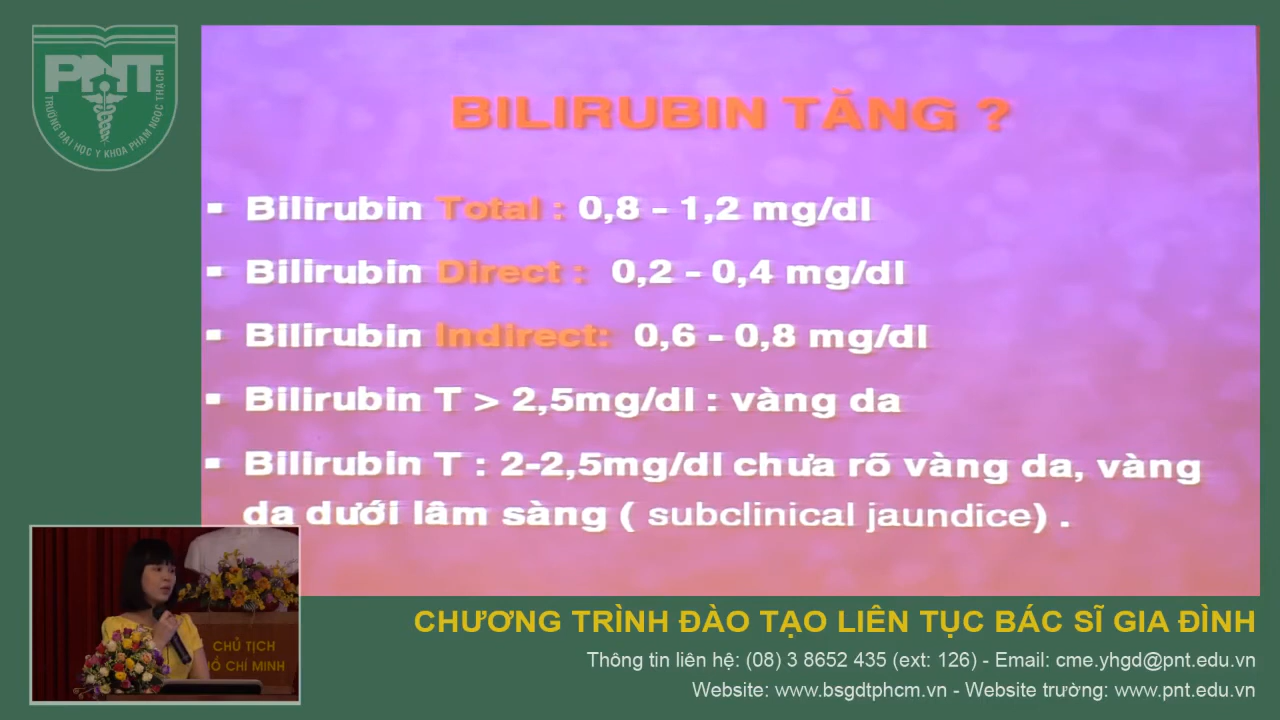 PNT
TRƯỜNG ĐẠI HỌC Y KHOA PHẠM NGỌC THẠCH
BILIRUBIN TĂNG ?
Bilirubin Total : 0,8 - 1,2 mg/dl
Bilirubin Direct : 0,2 - 0,4 mg/dl
Bilirubin Indirect: 0,6 - 0,8 mg/dl
Bilirubin T > 2,5mg/dl : vàng da
Bilirubin T : 2-2,5mg/dl chưa rõ vàng da, vàng
da dưới lâm sàng ( subclinical jaundice) .
CHỦ TỊCH
HỒ CHÍ MINH
CHƯƠNG TRÌNH ĐÀO TẠO LIÊN TỤC BÁC SĨ GIA ĐÌNH
Thông tin liên hệ: (08) 3 8652 435 (ext: 126) - Email: cme.yhgd@pnt.edu.vn
Website: www.bsgdtphcm.vn - Website trường: www.pnt.edu.vn